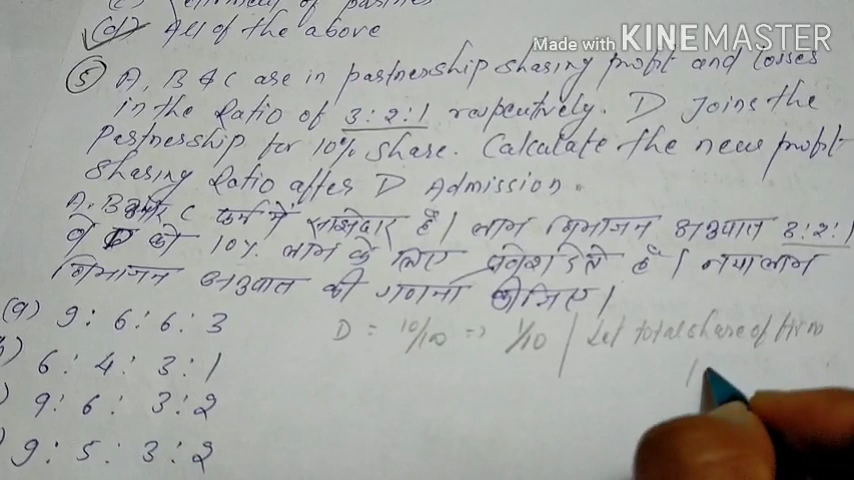 (c) Retirement of partner
(d) All of the above
Made with KINEMASTER
(5) A, B & C are in partnership sharing profit and losses
in the Ratio of 3:2:1 respectively. D Joins the
Partnership for 10% share. Calculate the new profit
sharing Ratio after D Admission.
A, B और C फर्म में साझेदार है। लाभ विभाजन अनुपात 3:2:1
वे D को 10% लाभ के लिए प्रवेश देते है। नया लाभ
विभाजन अनुपात की गणना कीजिए।
(a) 9 : 6 : 6 : 3
D = 10/100 => 1/10 | Let total share of firm
1
) 6 : 4 : 3 : 1
) 9 : 6 : 3 : 2
) 9 : 5 : 3 : 2